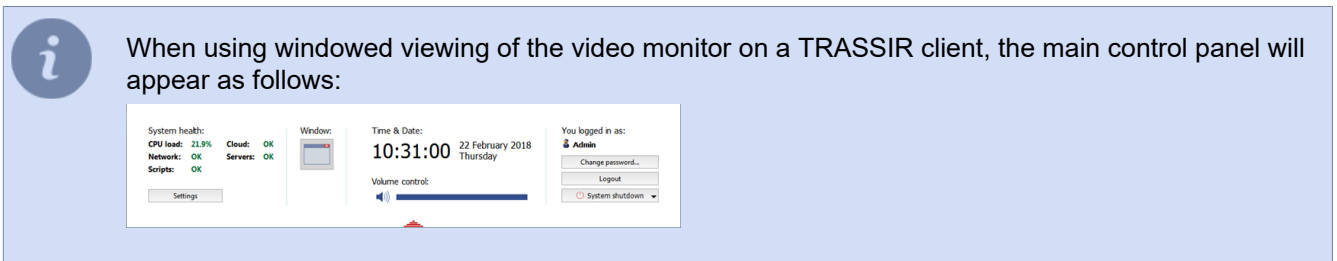 i
When using windowed viewing of the video monitor on a TRASSIR client, the main control panel will
appear as follows:
System health:
CPU load: 21.9% Cloud: OK
Network: OK Servers: OK
Scripts: OK
Settings
Window:
Time & Date:
10:31:00 22 February 2018
Thursday
Volume control:
You logged in as:
Admin
Change password...
Logout
System shutdown